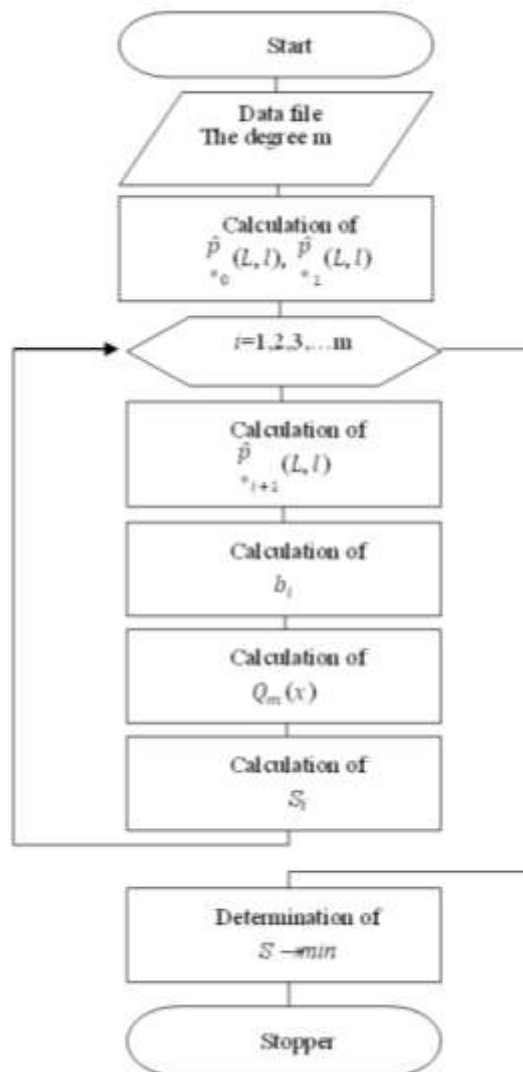 Start
Data file
The degree m
Calculation of
p̂*₀(L, l), p̂*₁(L, l)
i=1,2,3,…m
Calculation of
p̂*ᵢ₊₁(L, l)
Calculation of
bᵢ
Calculation of
Qₘ(x)
Calculation of
Sᵢ
Determination of
S→min
Stopper